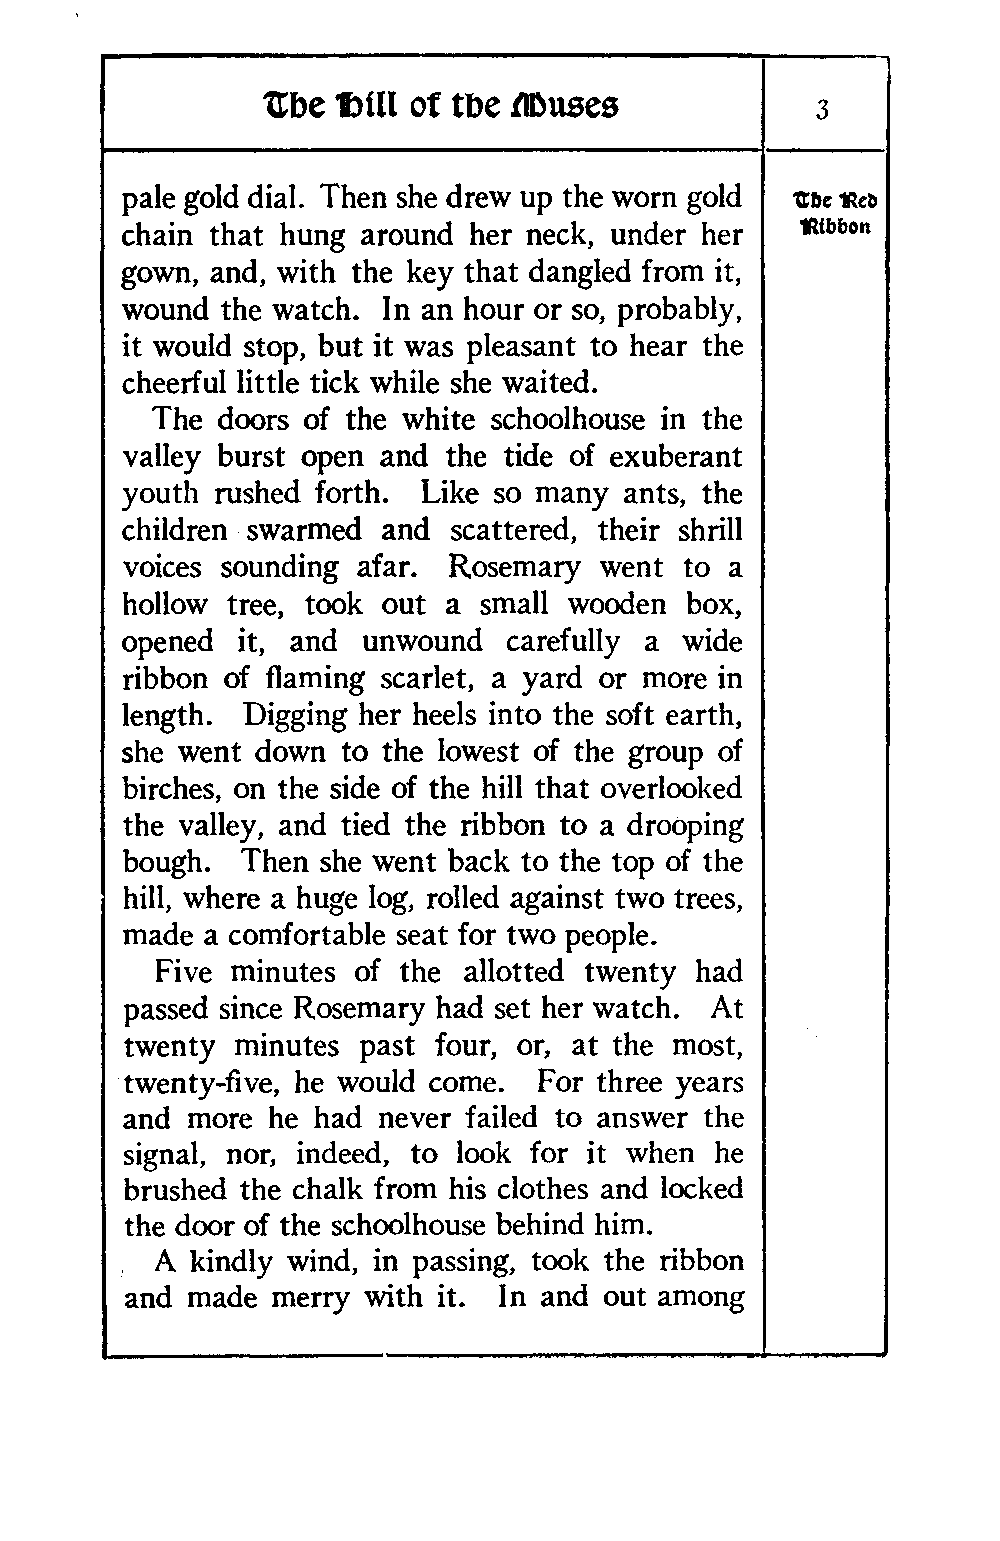 The Hill of the Muses
3
pale gold dial. Then she drew up the worn gold
chain that hung around her neck, under her
gown, and, with the key that dangled from it,
wound the watch. In an hour or so, probably,
it would stop, but it was pleasant to hear the
cheerful little tick while she waited.
The doors of the white schoolhouse in the
valley burst open and the tide of exuberant
youth rushed forth. Like so many ants, the
children swarmed and scattered, their shrill
voices sounding afar. Rosemary went to a
hollow tree, took out a small wooden box,
opened it, and unwound carefully a wide
ribbon of flaming scarlet, a yard or more in
length. Digging her heels into the soft earth,
she went down to the lowest of the group of
birches, on the side of the hill that overlooked
the valley, and tied the ribbon to a drooping
bough. Then she went back to the top of the
hill, where a huge log, rolled against two trees,
made a comfortable seat for two people.
Five minutes of the allotted twenty had
passed since Rosemary had set her watch. At
twenty minutes past four, or, at the most,
twenty-five, he would come. For three years
and more he had never failed to answer the
signal, nor, indeed, to look for it when he
brushed the chalk from his clothes and locked
the door of the schoolhouse behind him.
A kindly wind, in passing, took the ribbon
and made merry with it. In and out among
The Red
Ribbon